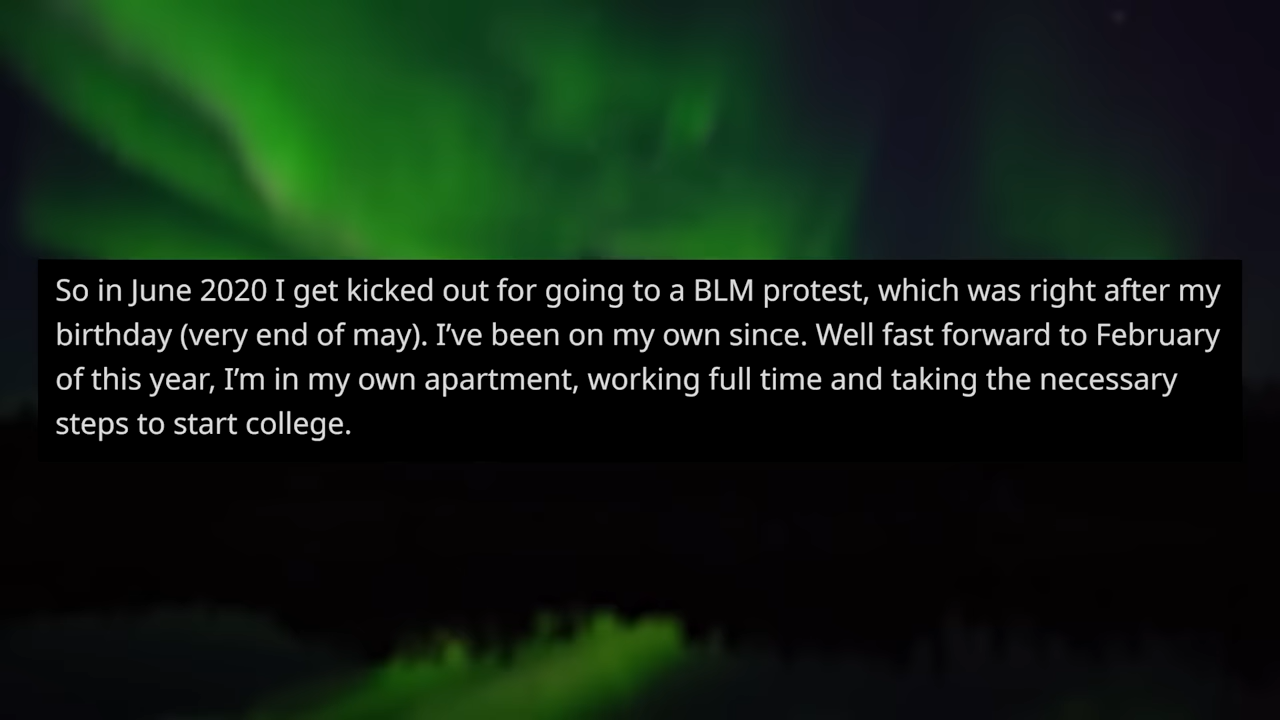 So in June 2020 I get kicked out for going to a BLM protest, which was right after my
birthday (very end of may). I’ve been on my own since. Well fast forward to February
of this year, I’m in my own apartment, working full time and taking the necessary
steps to start college.